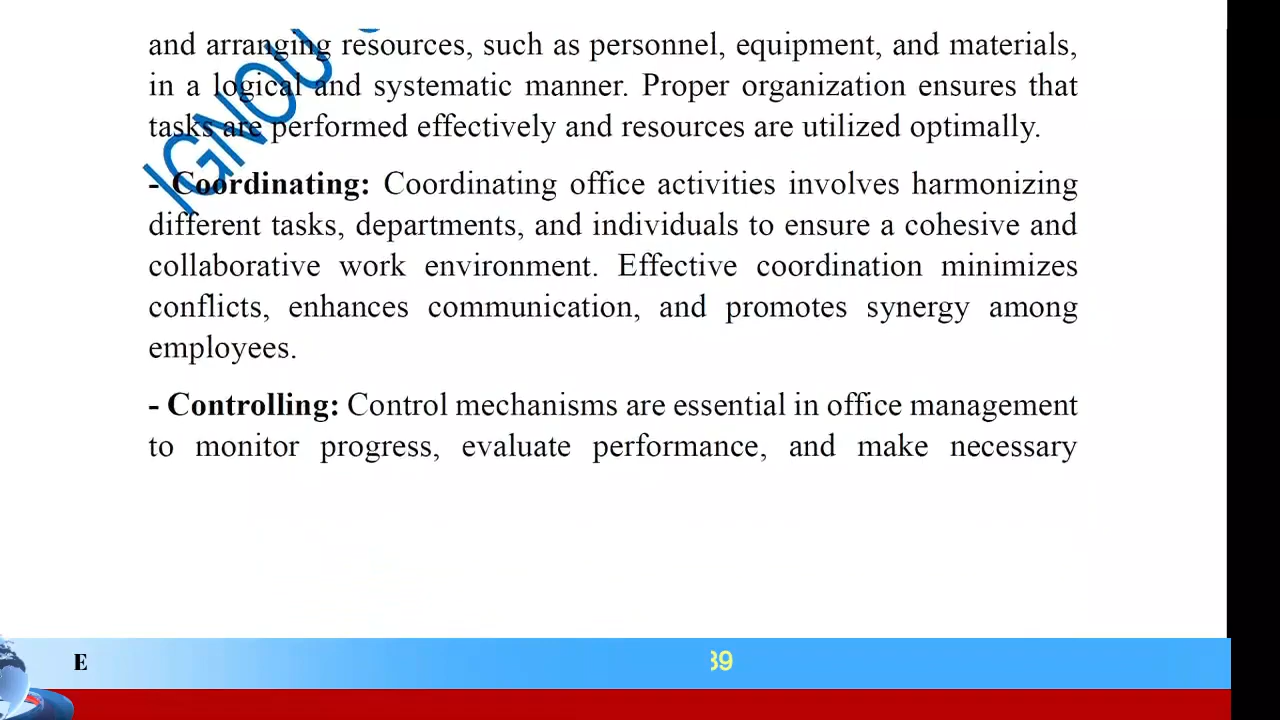 and arranging resources, such as personnel, equipment, and materials,
in a logical and systematic manner. Proper organization ensures that
tasks are performed effectively and resources are utilized optimally.
IGNOU
- Coordinating: Coordinating office activities involves harmonizing
different tasks, departments, and individuals to ensure a cohesive and
collaborative work environment. Effective coordination minimizes
conflicts, enhances communication, and promotes synergy among
employees.
- Controlling: Control mechanisms are essential in office management
to monitor progress, evaluate performance, and make necessary
E
39